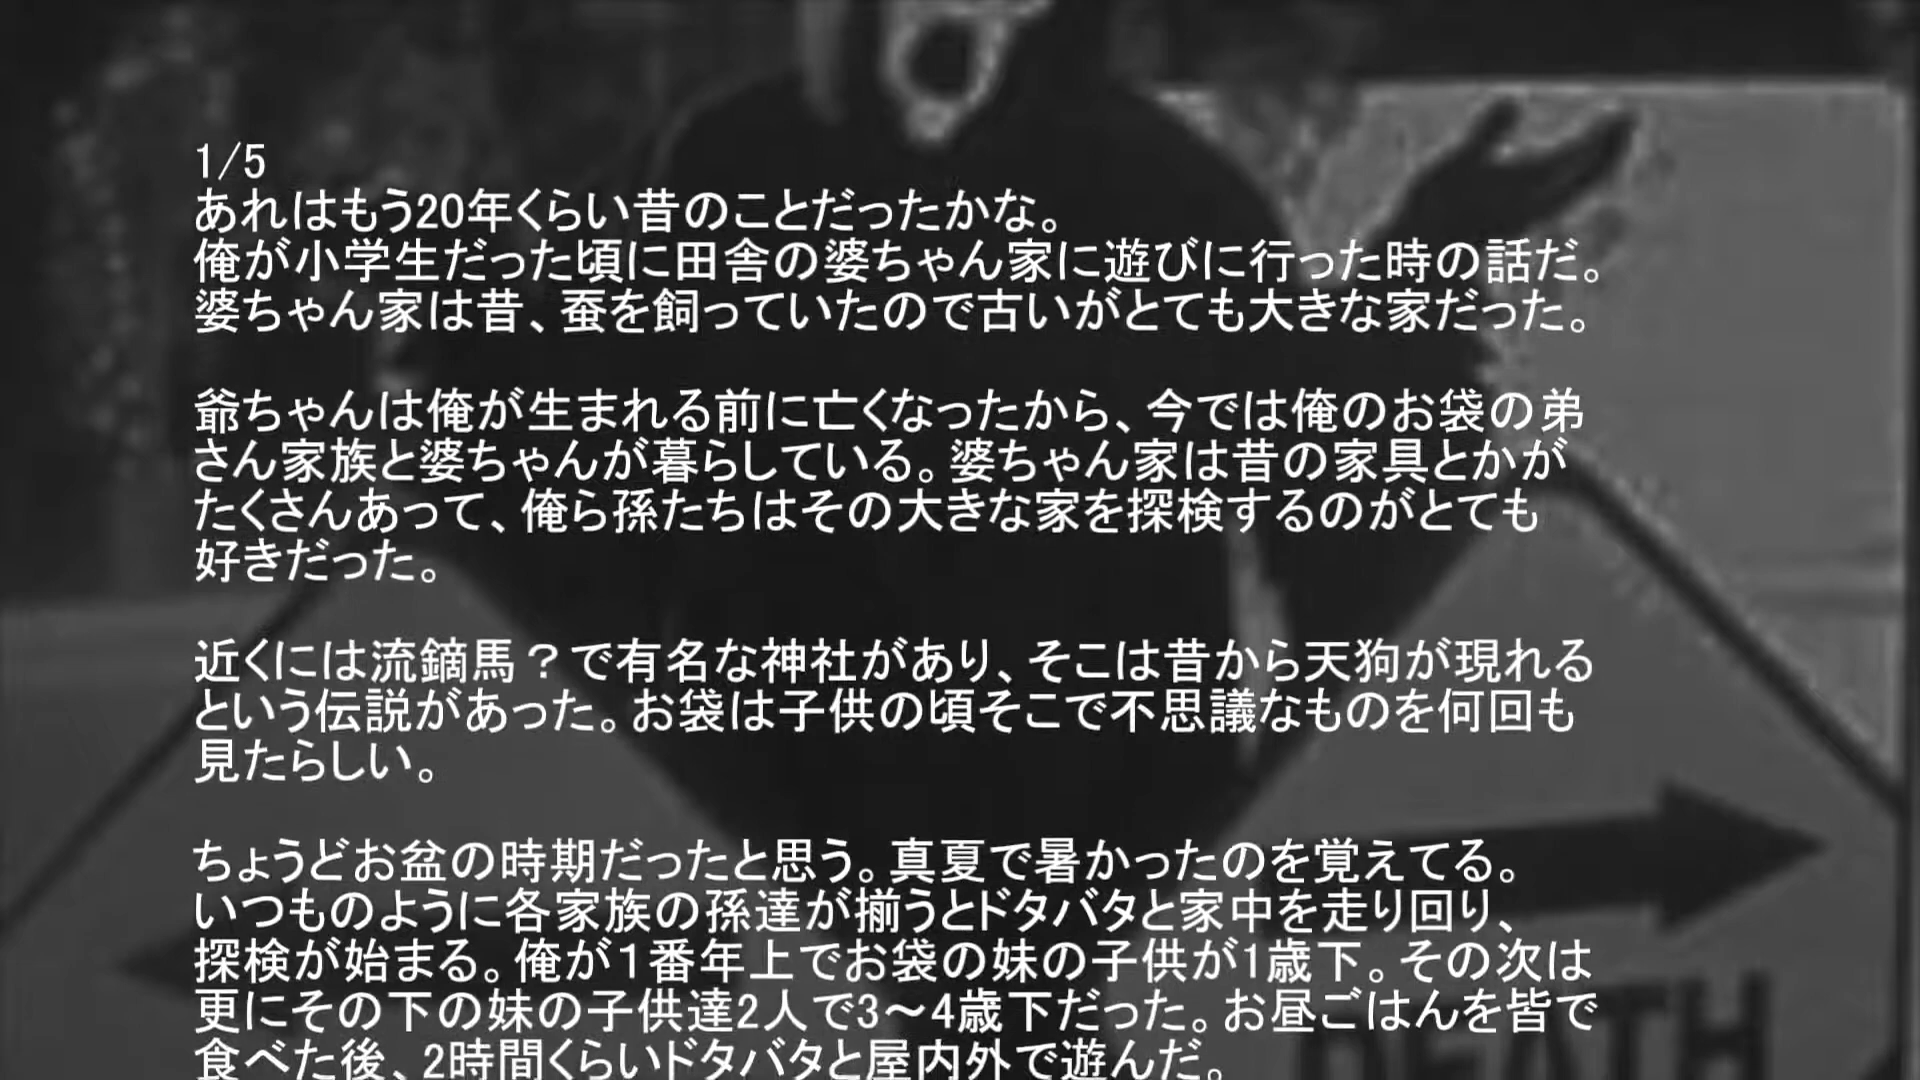 1/5
あれはもう20年くらい昔のことだったかな。
俺が小学生だった頃に田舎の婆ちゃん家に遊びに行った時の話だ。
婆ちゃん家は昔、蚕を飼っていたので古いがとても大きな家だった。
爺ちゃんは俺が生まれる前に亡くなったから、今では俺のお袋の弟
さん家族と婆ちゃんが暮らしている。婆ちゃん家は昔の家具とかが
たくさんあって、俺ら孫たちはその大きな家を探検するのがとても
好きだった。
近くには流鏑馬？で有名な神社があり、そこは昔から天狗が現れる
という伝説があった。お袋は子供の頃そこで不思議なものを何回も
見たらしい。
ちょうどお盆の時期だったと思う。真夏で暑かったのを覚えてる。
いつものように各家族の孫達が揃うとドタバタと家中を走り回り、
探検が始まる。俺が１番年上でお袋の妹の子供が1歳下。その次は
更にその下の妹の子供達2人で3～4歳下だった。お昼ごはんを皆で
食べた後、2時間くらいドタバタと屋内外で遊んだ。
DEATH